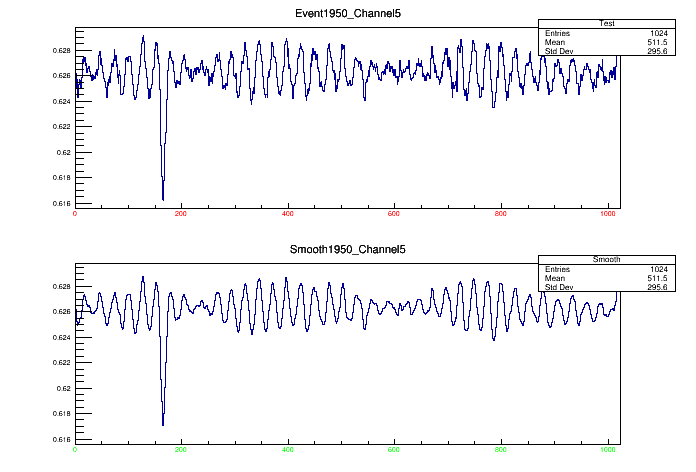 Event1950_Channel5
Test
Entries 1024
Mean 511.5
Std Dev 295.6
0.628
0.626
0.624
0.622
0.62
0.618
0.616
0 200 400 600 800 1000
Smooth1950_Channel5
Smooth
Entries 1024
Mean 511.5
Std Dev 295.6
0.628
0.626
0.624
0.622
0.62
0.618
0.616
0 200 400 600 800 1000